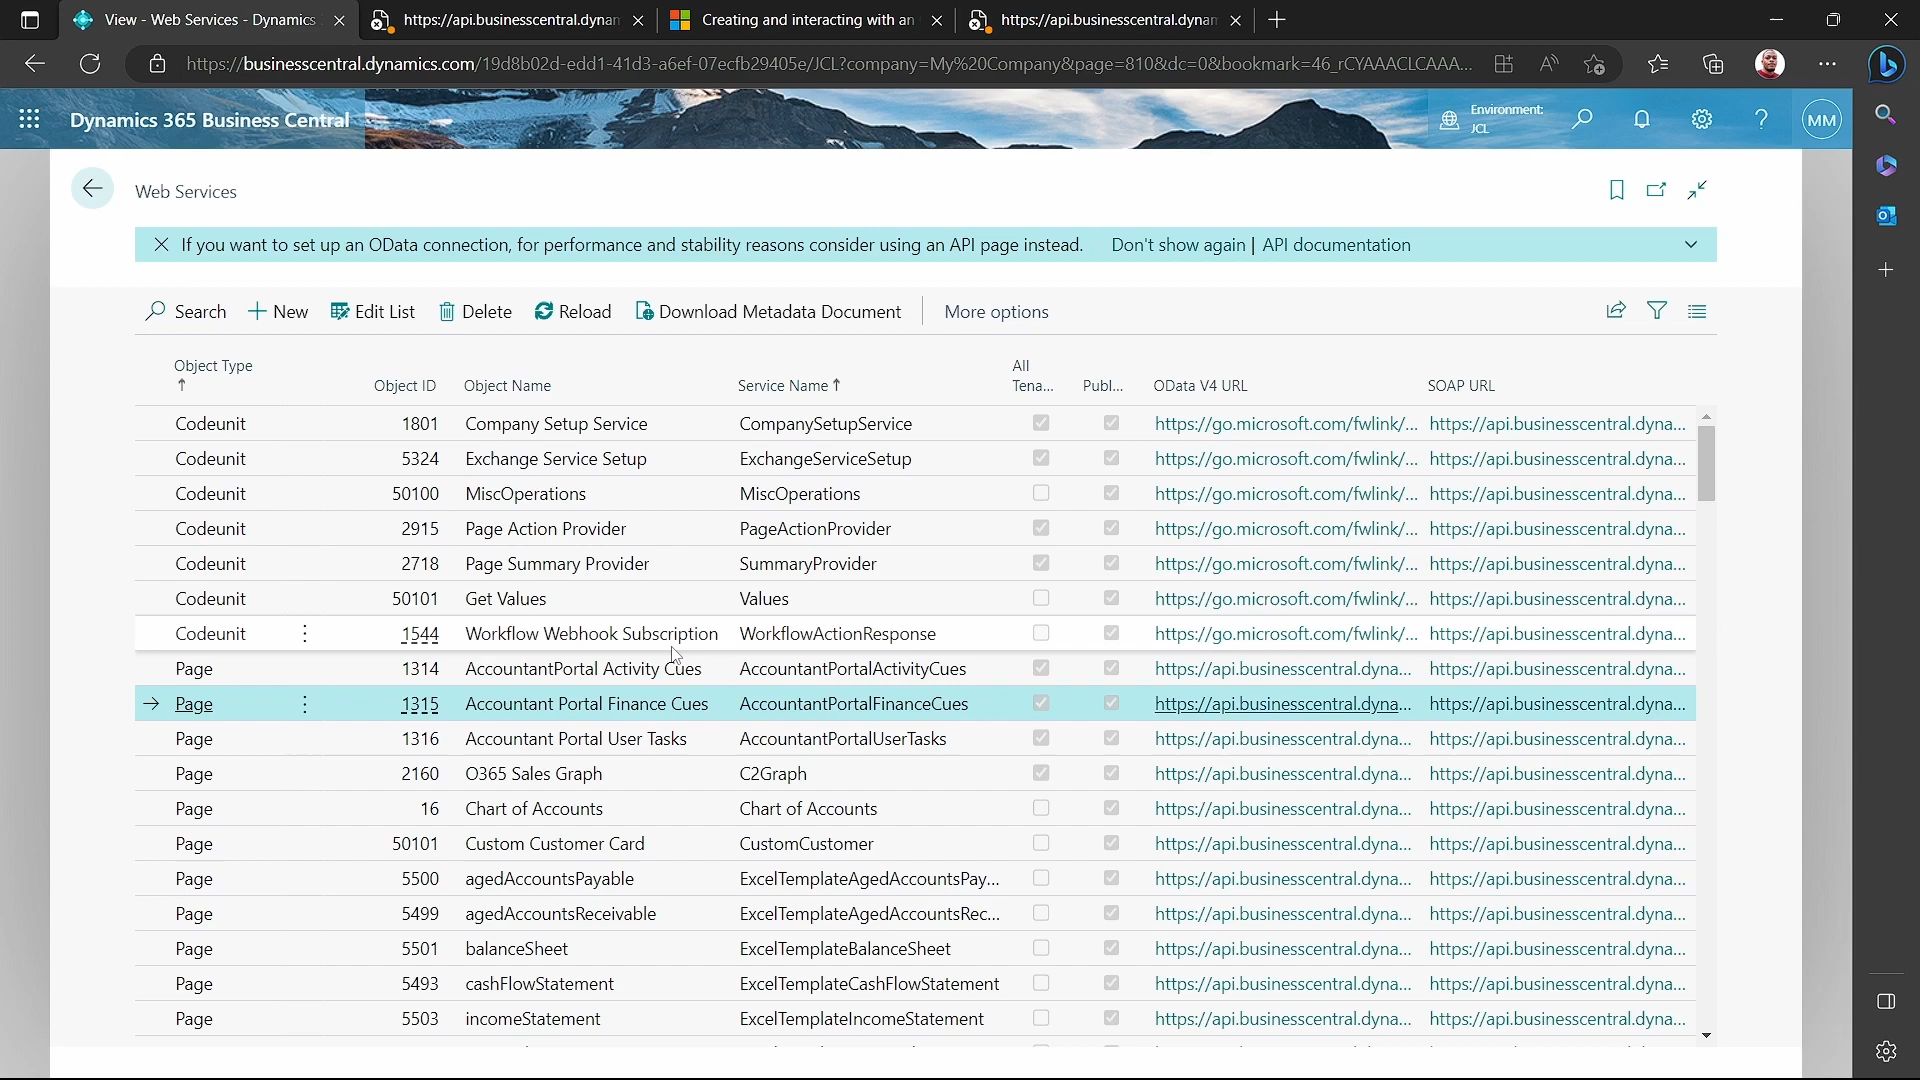 View - Web Services - Dynamics
https://api.businesscentral.dynan
Creating and interacting with an
https://api.businesscentral.dynan
https://businesscentral.dynamics.com/19d8b02d-edd1-41d3-a6ef-07ecfb29405e/JCL?company=My%20Company&page=810&dc=0&bookmark=46_rCYAAACLCAAA...
Dynamics 365 Business Central
Environment:
JCL
MM
Web Services
If you want to set up an OData connection, for performance and stability reasons consider using an API page instead. Don't show again | API documentation
Search New Edit List Delete Reload Download Metadata Document More options
Object Type ↑ Object ID Object Name Service Name ↑ All Tena... Publ... OData V4 URL SOAP URL
Codeunit 1801 Company Setup Service CompanySetupService https://go.microsoft.com/fwlink/... https://api.businesscentral.dyna...
Codeunit 5324 Exchange Service Setup ExchangeServiceSetup https://go.microsoft.com/fwlink/... https://api.businesscentral.dyna...
Codeunit 50100 MiscOperations MiscOperations https://go.microsoft.com/fwlink/... https://api.businesscentral.dyna...
Codeunit 2915 Page Action Provider PageActionProvider https://go.microsoft.com/fwlink/... https://api.businesscentral.dyna...
Codeunit 2718 Page Summary Provider SummaryProvider https://go.microsoft.com/fwlink/... https://api.businesscentral.dyna...
Codeunit 50101 Get Values Values https://go.microsoft.com/fwlink/... https://api.businesscentral.dyna...
Codeunit 1544 Workflow Webhook Subscription WorkflowActionResponse https://go.microsoft.com/fwlink/... https://api.businesscentral.dyna...
Page 1314 AccountantPortal Activity Cues AccountantPortalActivityCues https://api.businesscentral.dyna... https://api.businesscentral.dyna...
Page 1315 Accountant Portal Finance Cues AccountantPortalFinanceCues https://api.businesscentral.dyna... https://api.businesscentral.dyna...
Page 1316 Accountant Portal User Tasks AccountantPortalUserTasks https://api.businesscentral.dyna... https://api.businesscentral.dyna...
Page 2160 O365 Sales Graph C2Graph https://api.businesscentral.dyna... https://api.businesscentral.dyna...
Page 16 Chart of Accounts Chart of Accounts https://api.businesscentral.dyna... https://api.businesscentral.dyna...
Page 50101 Custom Customer Card CustomCustomer https://api.businesscentral.dyna... https://api.businesscentral.dyna...
Page 5500 agedAccountsPayable ExcelTemplateAgedAccountsPay... https://api.businesscentral.dyna... https://api.businesscentral.dyna...
Page 5499 agedAccountsReceivable ExcelTemplateAgedAccountsRec... https://api.businesscentral.dyna... https://api.businesscentral.dyna...
Page 5501 balanceSheet ExcelTemplateBalanceSheet https://api.businesscentral.dyna... https://api.businesscentral.dyna...
Page 5493 cashFlowStatement ExcelTemplateCashFlowStatement https://api.businesscentral.dyna... https://api.businesscentral.dyna...
Page 5503 incomeStatement ExcelTemplateIncomeStatement https://api.businesscentral.dyna... https://api.businesscentral.dyna...